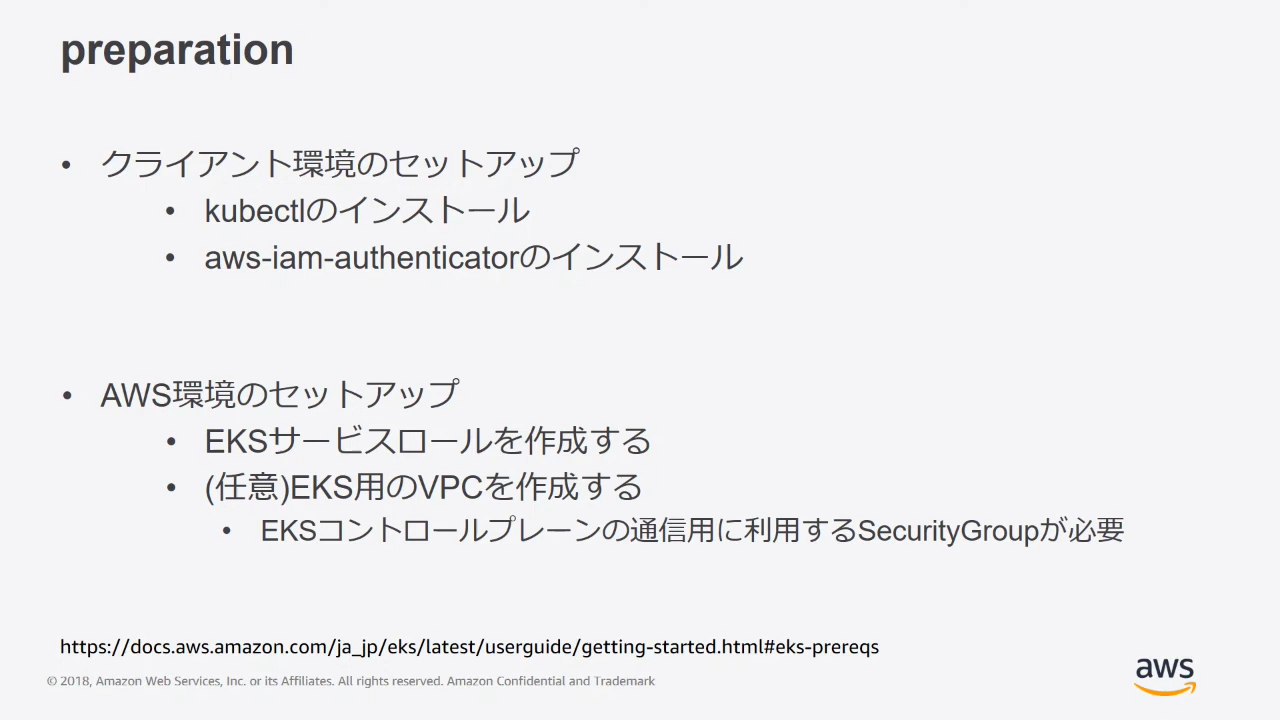 preparation
• クライアント環境のセットアップ
• kubectlのインストール
• aws-iam-authenticatorのインストール
• AWS環境のセットアップ
• EKSサービスロールを作成する
• (任意)EKS用のVPCを作成する
• EKSコントロールプレーンの通信用に利用するSecurityGroupが必要
https://docs.aws.amazon.com/ja_jp/eks/latest/userguide/getting-started.html#eks-prereqs
© 2018, Amazon Web Services, Inc. or its Affiliates. All rights reserved. Amazon Confidential and Trademark
aws